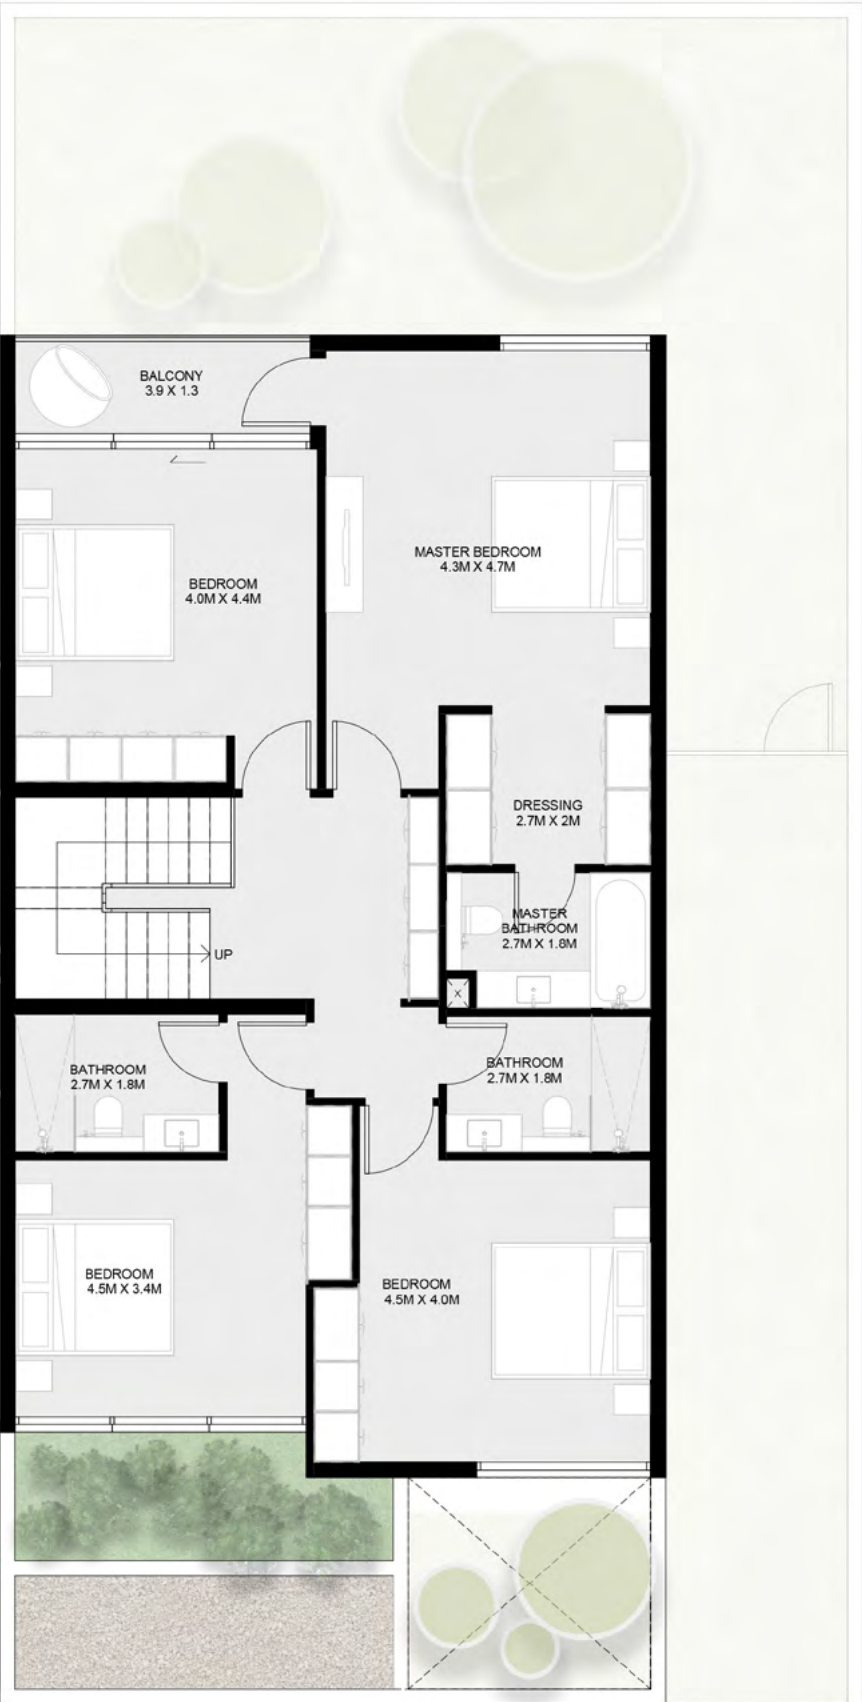 BALCONY
3.9 X 1.3
MASTER BEDROOM
4.3M X 4.7M
BEDROOM
4.0M X 4.4M
DRESSING
2.7M X 2M
MASTER
BATHROOM
2.7M X 1.8M
UP
X
BATHROOM
2.7M X 1.8M
BATHROOM
2.7M X 1.8M
BEDROOM
4.5M X 3.4M
BEDROOM
4.5M X 4.0M